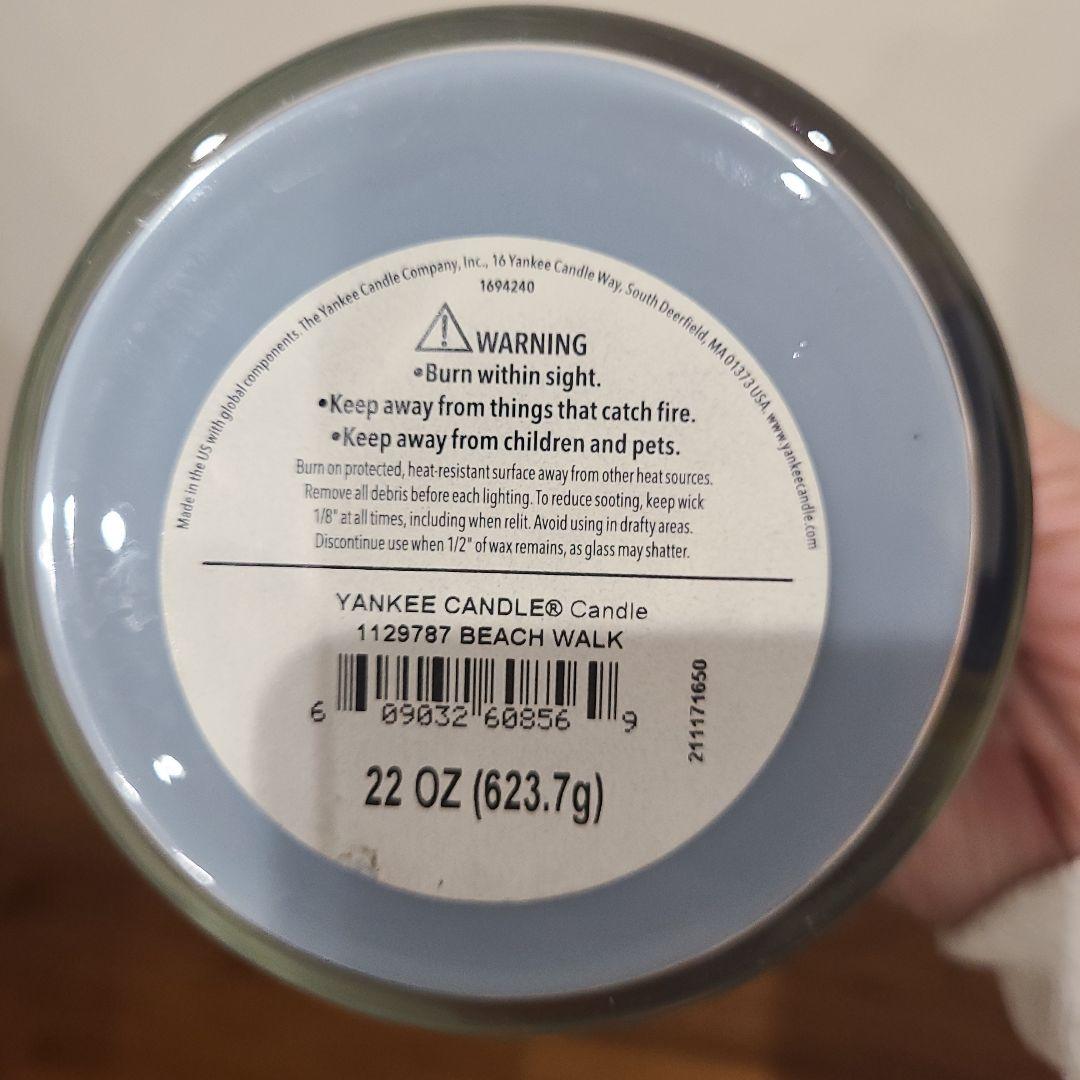 Made in the US with global components. The Yankee Candle Company, Inc., 16 Yankee Candle Way, South Deerfield, MA 01373 USA. www.yankeecandle.com
1694240
WARNING
•Burn within sight.
•Keep away from things that catch fire.
•Keep away from children and pets.
Burn on protected, heat-resistant surface away from other heat sources.
Remove all debris before each lighting. To reduce sooting, keep wick
1/8" at all times, including when relit. Avoid using in drafty areas.
Discontinue use when 1/2" of wax remains, as glass may shatter.
YANKEE CANDLE® Candle
1129787 BEACH WALK
6 09032 60856 9
211171650
22 OZ (623.7g)